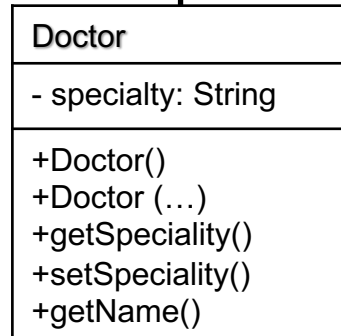 Doctor
- specialty: String
+Doctor()
+Doctor (…)
+getSpeciality()
+setSpeciality()
+getName()